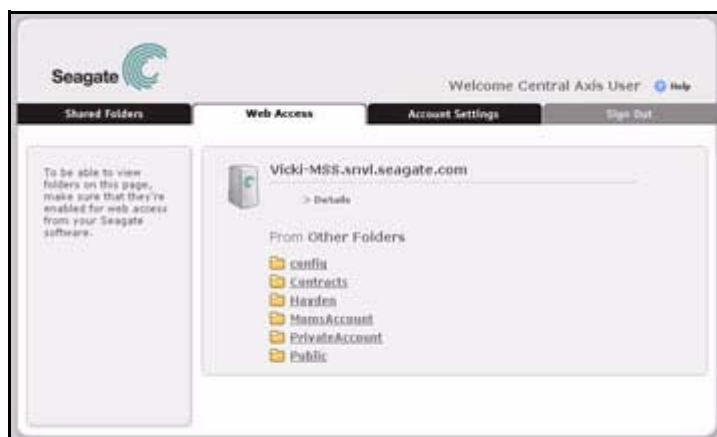 Seagate
Welcome Central Axis User
Help
Shared Folders
Web Access
Account Settings
Sign Out
To be able to view
folders on this page,
make sure that they're
enabled for web access
from your Seagate
software.
Vicki-MSS.snvl.seagate.com
> Details
From Other Folders
config
Contracts
Hayden
MomsAccount
PrivateAccount
Public